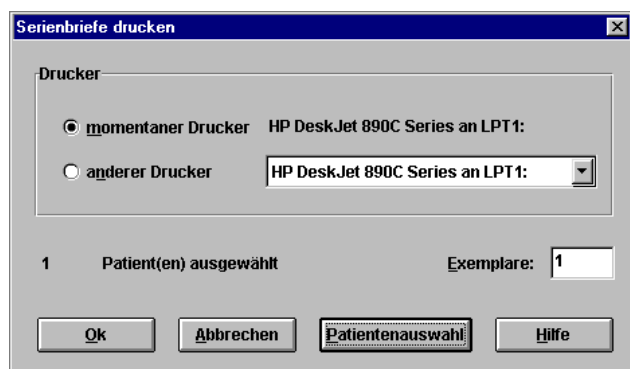 Serienbriefe drucken
Drucker
momentaner Drucker HP DeskJet 890C Series an LPT1:
anderer Drucker HP DeskJet 890C Series an LPT1:
1 Patient(en) ausgewählt Exemplare: 1
Ok Abbrechen Patientenauswahl Hilfe